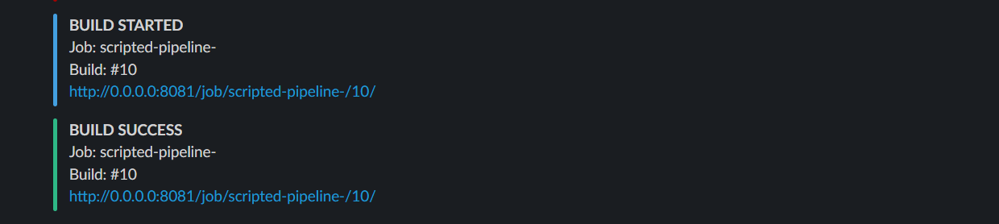 BUILD STARTED
Job: scripted-pipeline-
Build: #10
http://0.0.0.0:8081/job/scripted-pipeline-/10/
BUILD SUCCESS
Job: scripted-pipeline-
Build: #10
http://0.0.0.0:8081/job/scripted-pipeline-/10/